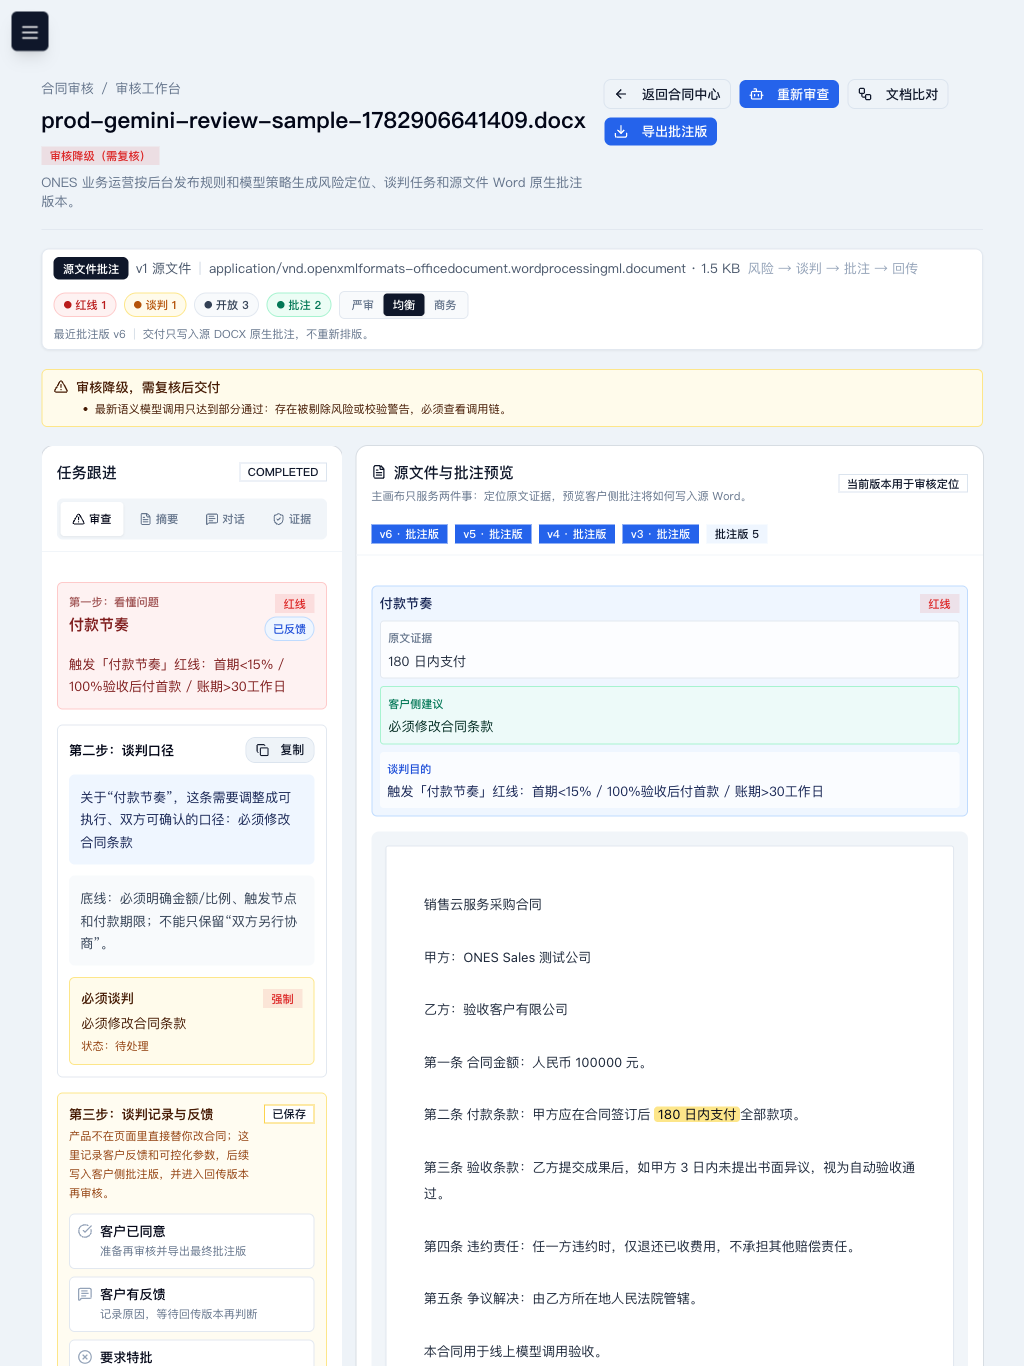 合同审核 / 审核工作台
prod-gemini-review-sample-1782906641409.docx
审核降级（需复核）
ONES 业务运营按后台发布规则和模型策略生成风险定位、谈判任务和源文件 Word 原生批注
版本。
返回合同中心
重新审查
文档比对
导出批注版
源文件批注 v1 源文件 application/vnd.openxmlformats-officedocument.wordprocessingml.document · 1.5 KB 风险 → 谈判 → 批注 → 回传
红线 1 谈判 1 开放 3 批注 2 严审 均衡 商务
最近批注版 v6 交付只写入源 DOCX 原生批注，不重新排版。
审核降级，需复核后交付
• 最新语义模型调用只达到部分通过：存在被剔除风险或校验警告，必须查看调用链。
任务跟进
COMPLETED
审查 摘要 对话 证据
第一步：看懂问题
红线
付款节奏
已反馈
触发「付款节奏」红线：首期<15% /
100%验收后付首款 / 账期>30工作日
第二步：谈判口径
复制
关于“付款节奏”，这条需要调整成可
执行、双方可确认的口径：必须修改
合同条款
底线：必须明确金额/比例、触发节点
和付款期限；不能只保留“双方另行协
商”。
必须谈判
强制
必须修改合同条款
状态：待处理
第三步：谈判记录与反馈
已保存
产品不在页面里直接替你改合同；这
里记录客户反馈和可控化参数，后续
写入客户侧批注版，并进入回传版本
再审核。
客户已同意
准备再审核并导出最终批注版
客户有反馈
记录原因，等待回传版本再判断
要求特批
源文件与批注预览
主画布只服务两件事：定位原文证据，预览客户侧批注将如何写入源 Word。
当前版本用于审核定位
v6 · 批注版 v5 · 批注版 v4 · 批注版 v3 · 批注版 批注版 5
付款节奏
红线
原文证据
180 日内支付
客户侧建议
必须修改合同条款
谈判目的
触发「付款节奏」红线：首期<15% / 100%验收后付首款 / 账期>30工作日
销售云服务采购合同
甲方：ONES Sales 测试公司
乙方：验收客户有限公司
第一条 合同金额：人民币 100000 元。
第二条 付款条款：甲方应在合同签订后 180 日内支付 全部款项。
第三条 验收条款：乙方提交成果后，如甲方 3 日内未提出书面异议，视为自动验收通
过。
第四条 违约责任：任一方违约时，仅退还已收费用，不承担其他赔偿责任。
第五条 争议解决：由乙方所在地人民法院管辖。
本合同用于线上模型调用验收。